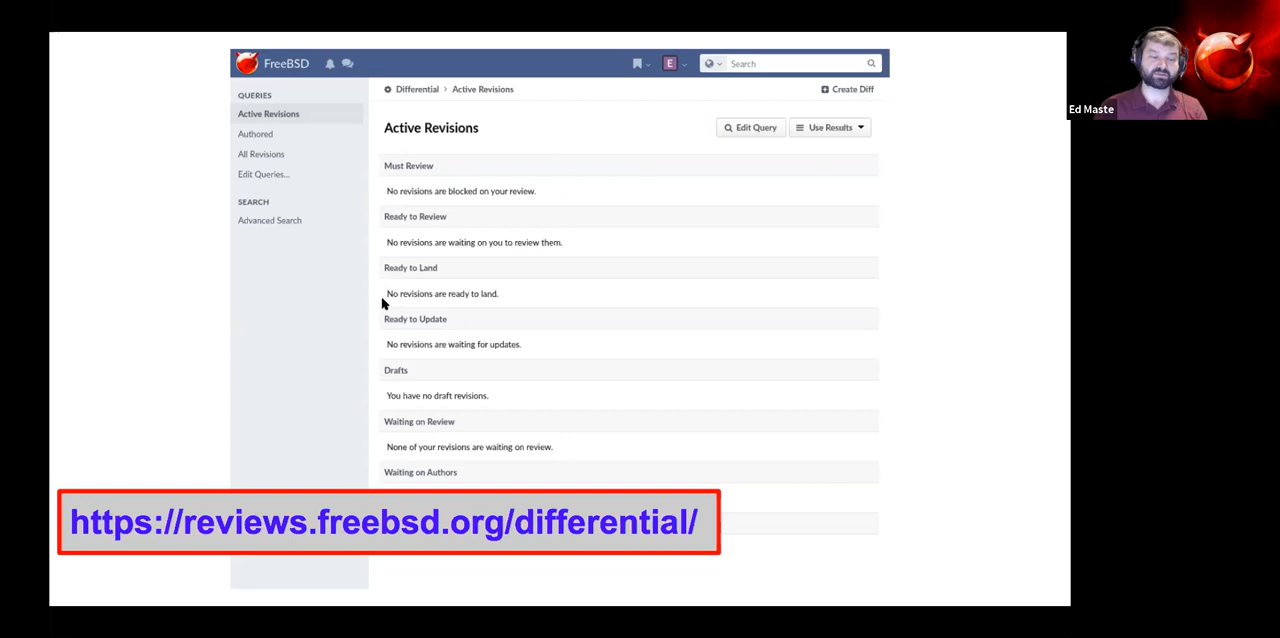 FreeBSD
E
Search
QUERIES
Active Revisions
Authored
All Revisions
Edit Queries...
SEARCH
Advanced Search
Differential > Active Revisions
Create Diff
Active Revisions
Edit Query
Use Results
Must Review
No revisions are blocked on your review.
Ready to Review
No revisions are waiting on you to review them.
Ready to Land
No revisions are ready to land.
Ready to Update
No revisions are waiting for updates.
Drafts
You have no draft revisions.
Waiting on Review
None of your revisions are waiting on review.
Waiting on Authors
https://reviews.freebsd.org/differential/
Ed Maste